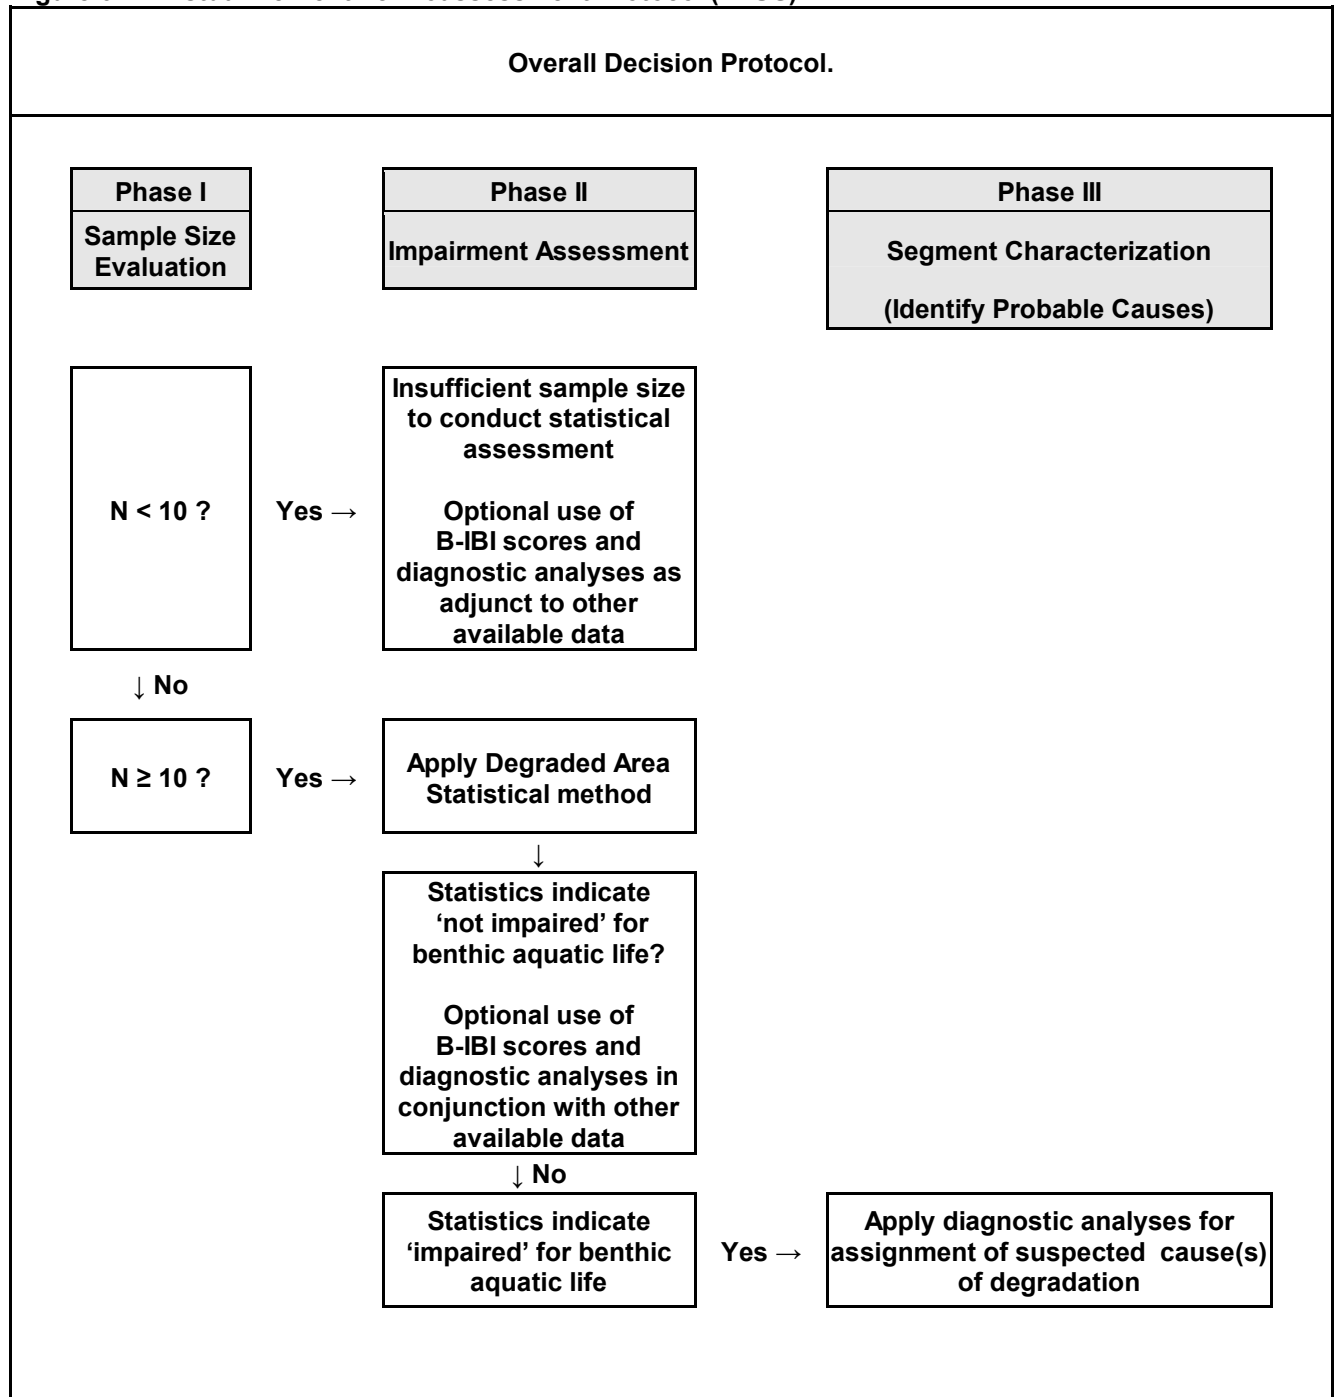 Overall Decision Protocol.
Phase I
Sample Size
Evaluation
Phase II
Impairment Assessment
Phase III
Segment Characterization
(Identify Probable Causes)
N < 10 ?
Yes →
Insufficient sample size
to conduct statistical
assessment
Optional use of
B-IBI scores and
diagnostic analyses as
adjunct to other
available data
↓ No
N ≥ 10 ?
Yes →
Apply Degraded Area
Statistical method
↓
Statistics indicate
‘not impaired’ for
benthic aquatic life?
Optional use of
B-IBI scores and
diagnostic analyses in
conjunction with other
available data
↓ No
Statistics indicate
‘impaired’ for benthic
aquatic life
Yes →
Apply diagnostic analyses for
assignment of suspected cause(s)
of degradation